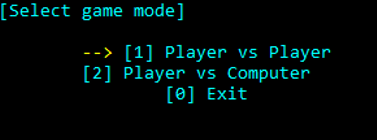 [Select game mode]
--> [1] Player vs Player
[2] Player vs Computer
[0] Exit